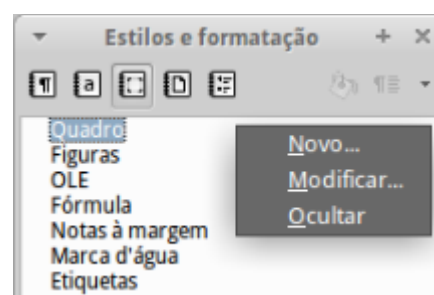 Estilos e formatação
Quadro
Figuras
OLE
Fórmula
Notas à margem
Marca d'água
Etiquetas
Novo...
Modificar...
Ocultar